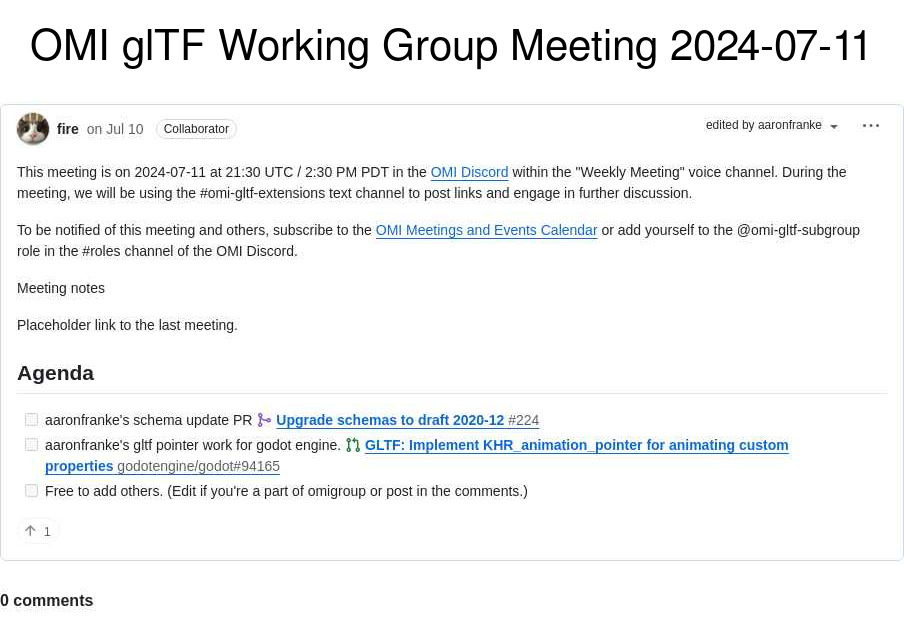 OMI glTF Working Group Meeting 2024-07-11
fire on Jul 10 Collaborator edited by aaronfranke
This meeting is on 2024-07-11 at 21:30 UTC / 2:30 PM PDT in the OMI Discord within the "Weekly Meeting" voice channel. During the
meeting, we will be using the #omi-gltf-extensions text channel to post links and engage in further discussion.
To be notified of this meeting and others, subscribe to the OMI Meetings and Events Calendar or add yourself to the @omi-gltf-subgroup
role in the #roles channel of the OMI Discord.
Meeting notes
Placeholder link to the last meeting.
Agenda
aaronfranke's schema update PR Upgrade schemas to draft 2020-12 #224
aaronfranke's gltf pointer work for godot engine. GLTF: Implement KHR_animation_pointer for animating custom
properties godotengine/godot#94165
Free to add others. (Edit if you're a part of omigroup or post in the comments.)
1
0 comments